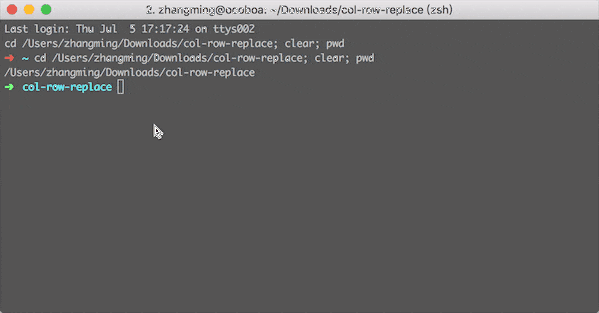 2. zhangming@ocoboa: ~/Downloads/col-row-replace (zsh)
Last login: Thu Jul  5 17:17:24 on ttys002
cd /Users/zhangming/Downloads/col-row-replace; clear; pwd
➜  ~ cd /Users/zhangming/Downloads/col-row-replace; clear; pwd
/Users/zhangming/Downloads/col-row-replace
➜  col-row-replace